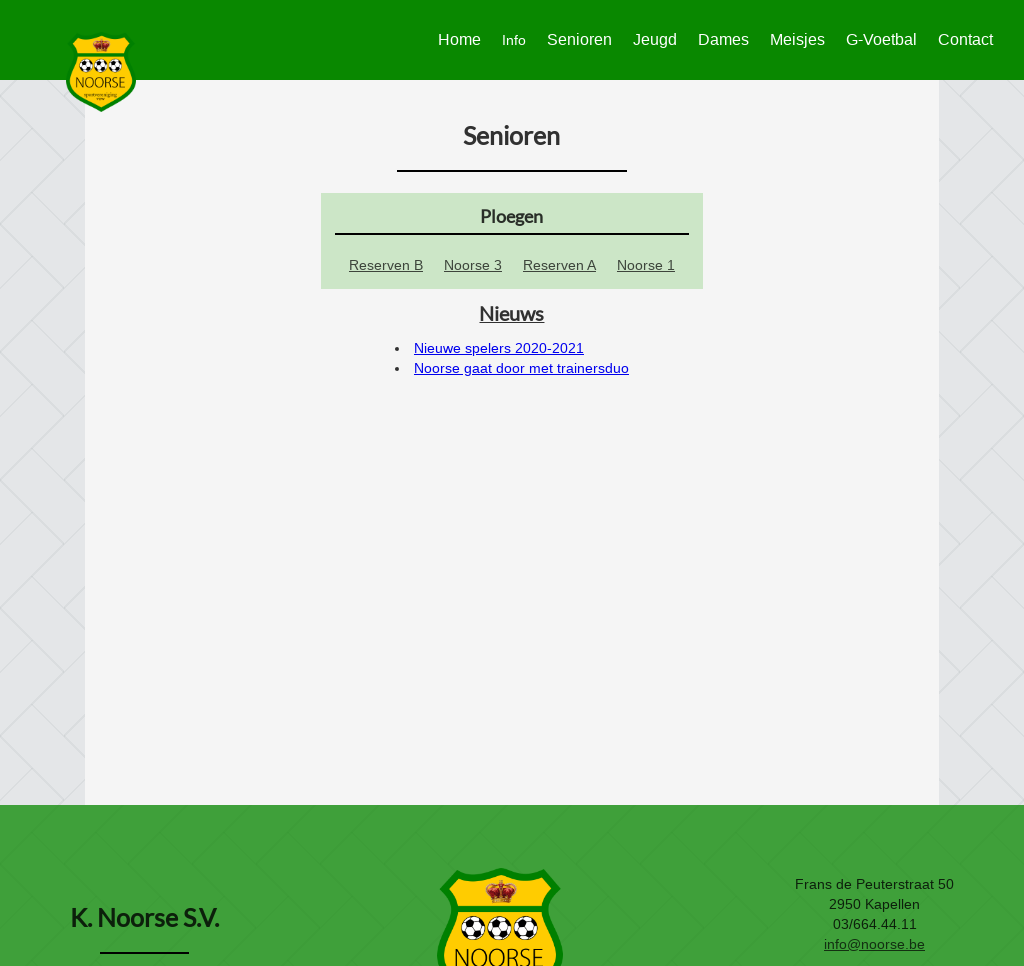 Home Info Senioren Jeugd Dames Meisjes G-Voetbal Contact
NOORSE
sportvereniging
vzw
Senioren
Ploegen
Reserven B Noorse 3 Reserven A Noorse 1
Nieuws
Nieuwe spelers 2020-2021
Noorse gaat door met trainersduo
K. Noorse S.V.
NOORSE
Frans de Peuterstraat 50
2950 Kapellen
03/664.44.11
info@noorse.be